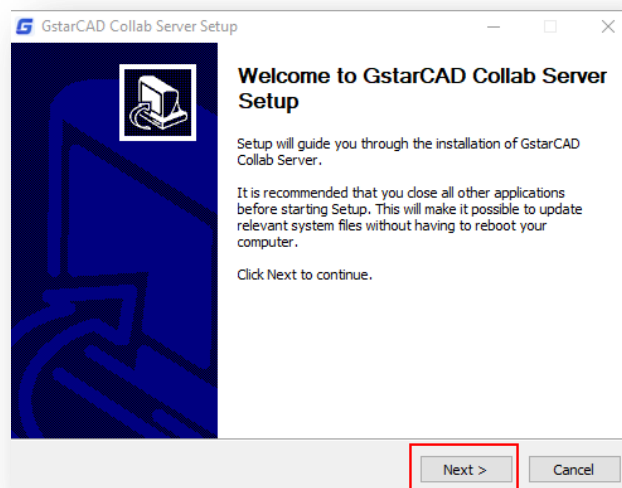 GstarCAD Collab Server Setup
Welcome to GstarCAD Collab Server
Setup
Setup will guide you through the installation of GstarCAD
Collab Server.
It is recommended that you close all other applications
before starting Setup. This will make it possible to update
relevant system files without having to reboot your
computer.
Click Next to continue.
Next >
Cancel